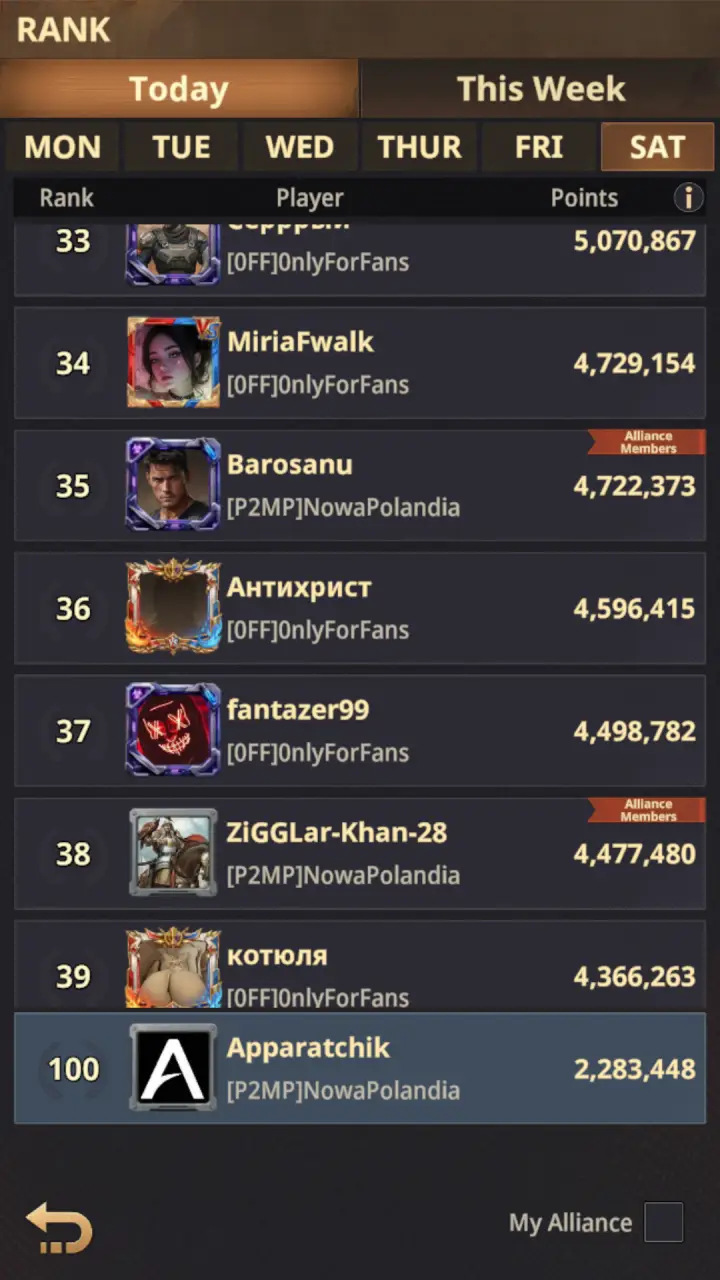 RANK
Today
This Week
MON
TUE
WED
THUR
FRI
SAT
Rank
Player
Points
33
5,070,867
[0FF]0nlyForFans
34
MiriaFwalk
[0FF]0nlyForFans
4,729,154
35
Barosanu
[P2MP]NowaPolandia
Alliance
Members
4,722,373
36
Антихрист
[0FF]0nlyForFans
4,596,415
37
fantazer99
[0FF]0nlyForFans
4,498,782
38
ZiGGLar-Khan-28
[P2MP]NowaPolandia
Alliance
Members
4,477,480
39
котюля
[0FF]0nlyForFans
4,366,263
100
Apparatchik
[P2MP]NowaPolandia
2,283,448
My Alliance